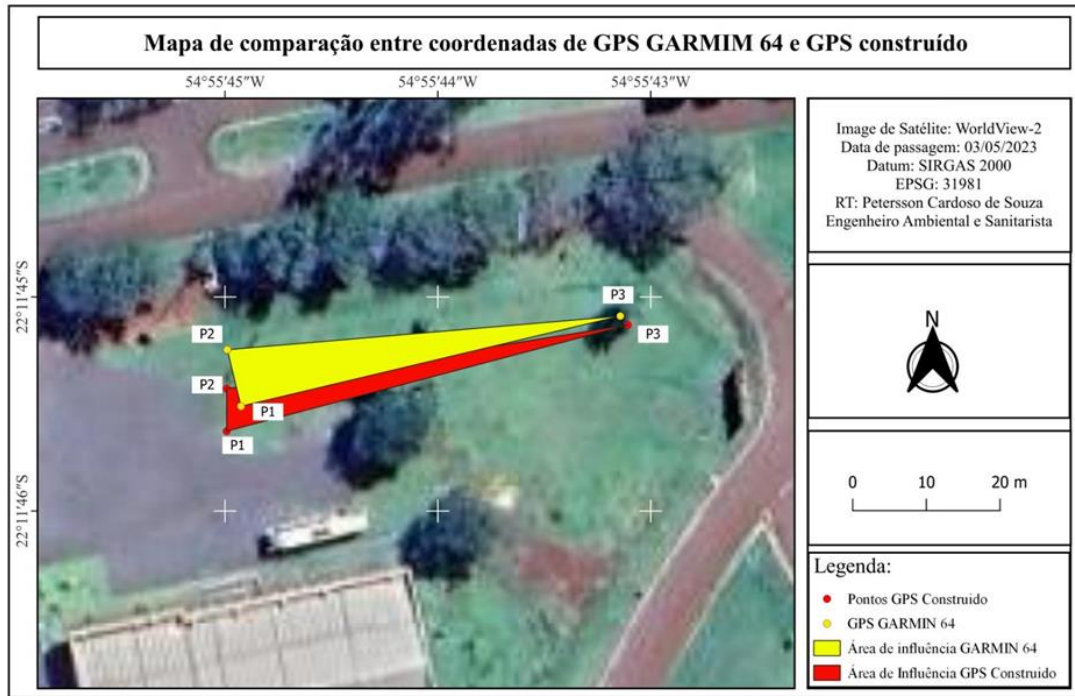 Mapa de comparação entre coordenadas de GPS GARMIM 64 e GPS construído
54°55'45"W
54°55'44"W
54°55'43"W
22°11'45"S
22°11'46"S
P2
P3
P3
P2
P1
P1
Image de Satélite: WorldView-2
Data de passagem: 03/05/2023
Datum: SIRGAS 2000
EPSG: 31981
RT: Petersson Cardoso de Souza
Engenheiro Ambiental e Sanitarista
N
0 10 20 m
Legenda:
Pontos GPS Construido
GPS GARMIN 64
Área de influência GARMIN 64
Área de Influência GPS Construido